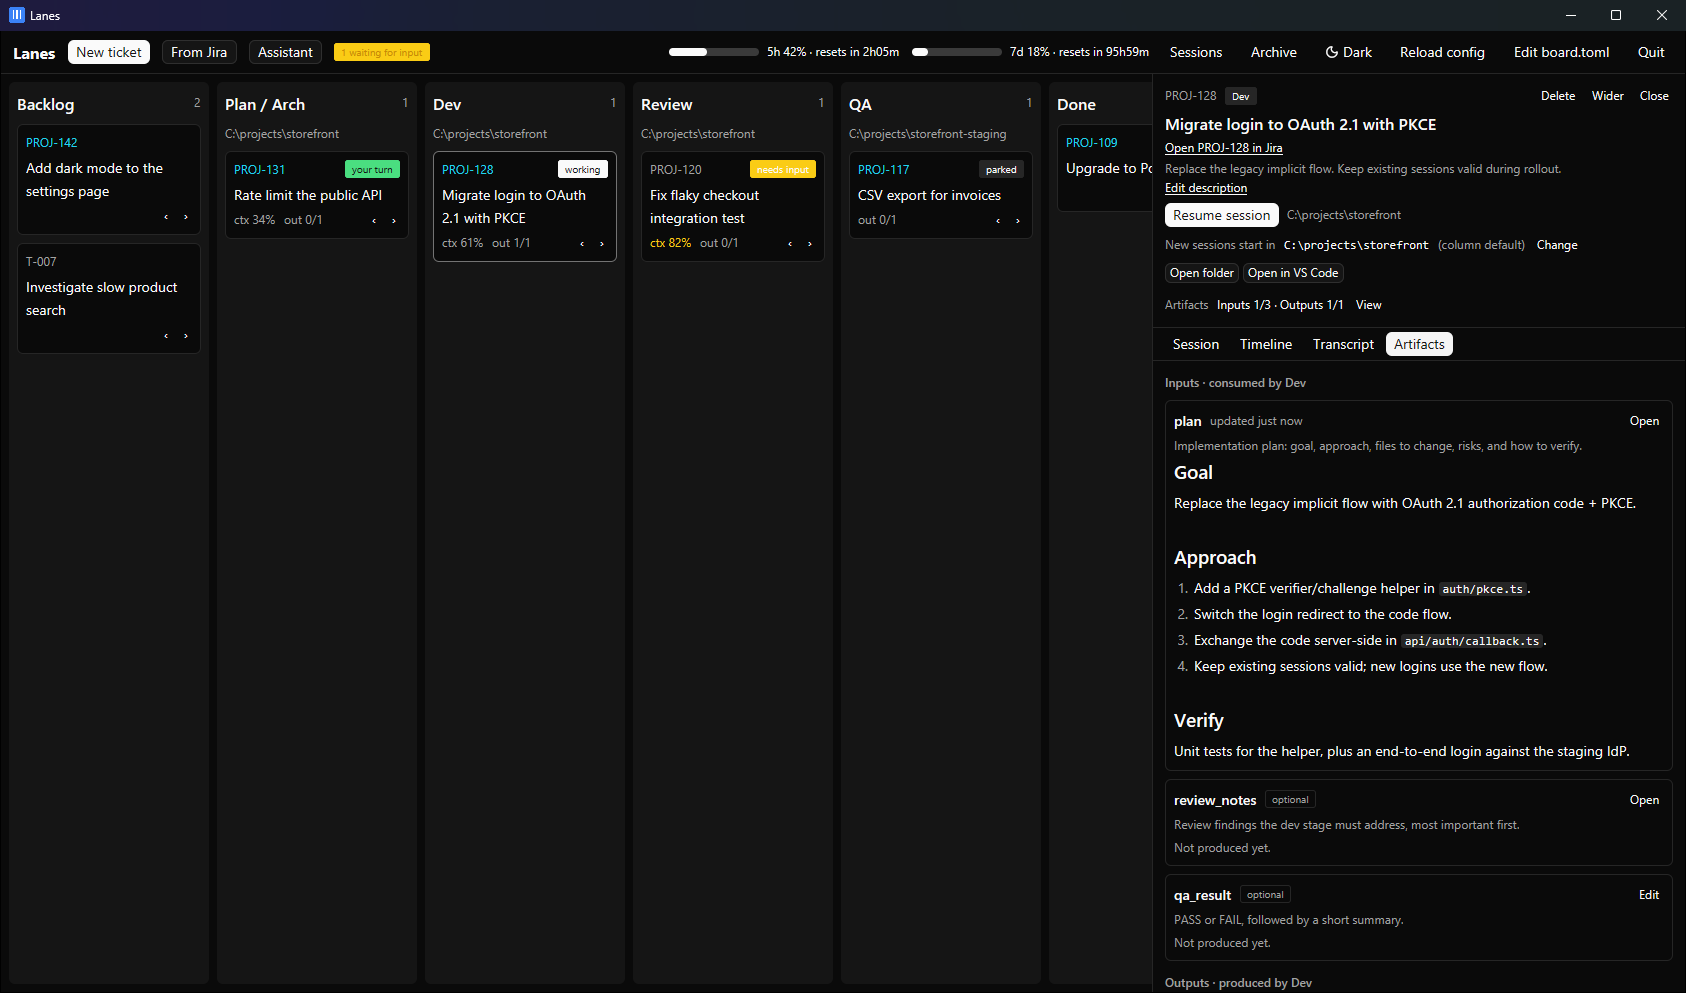 Lanes
Lanes
New ticket
From Jira
Assistant
1 waiting for input
5h 42% · resets in 2h05m
7d 18% · resets in 95h59m
Sessions
Archive
Dark
Reload config
Edit board.toml
Quit
Backlog
2
PROJ-142
Add dark mode to the
settings page
‹ ›
T-007
Investigate slow product
search
‹ ›
Plan / Arch
1
C:\projects\storefront
PROJ-131
your turn
Rate limit the public API
ctx 34% out 0/1
‹ ›
Dev
1
C:\projects\storefront
PROJ-128
working
Migrate login to OAuth
2.1 with PKCE
ctx 61% out 1/1
‹ ›
Review
1
C:\projects\storefront
PROJ-120
needs input
Fix flaky checkout
integration test
ctx 82% out 0/1
‹ ›
QA
1
C:\projects\storefront-staging
PROJ-117
parked
CSV export for invoices
out 0/1
‹ ›
Done
PROJ-109
Upgrade to Po
PROJ-128 Dev
Delete
Wider
Close
Migrate login to OAuth 2.1 with PKCE
Open PROJ-128 in Jira
Replace the legacy implicit flow. Keep existing sessions valid during rollout.
Edit description
Resume session C:\projects\storefront
New sessions start in C:\projects\storefront (column default) Change
Open folder Open in VS Code
Artifacts Inputs 1/3 · Outputs 1/1 View
Session Timeline Transcript Artifacts
Inputs · consumed by Dev
plan updated just now
Open
Implementation plan: goal, approach, files to change, risks, and how to verify.
Goal
Replace the legacy implicit flow with OAuth 2.1 authorization code + PKCE.
Approach
1. Add a PKCE verifier/challenge helper in auth/pkce.ts.
2. Switch the login redirect to the code flow.
3. Exchange the code server-side in api/auth/callback.ts.
4. Keep existing sessions valid; new logins use the new flow.
Verify
Unit tests for the helper, plus an end-to-end login against the staging IdP.
review_notes optional
Open
Review findings the dev stage must address, most important first.
Not produced yet.
qa_result optional
Edit
PASS or FAIL, followed by a short summary.
Not produced yet.
Outputs · produced by Dev